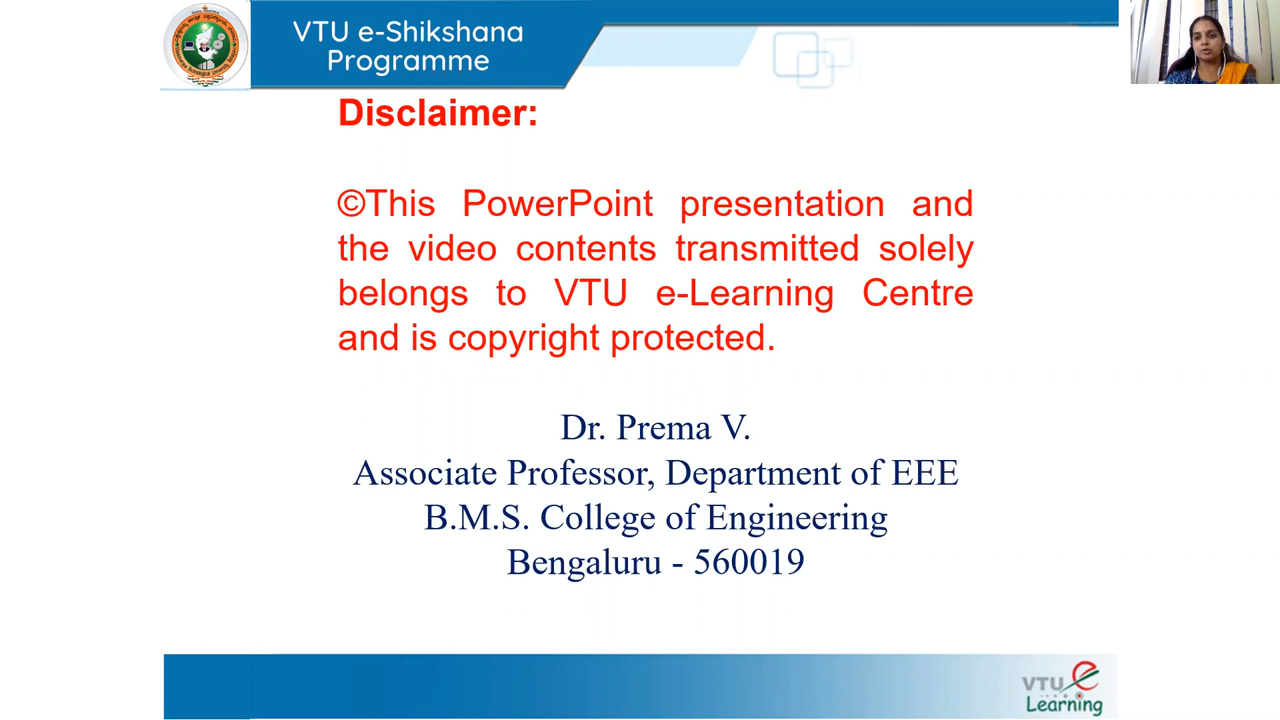 VTU e-Shikshana
Programme
Disclaimer:
©This PowerPoint presentation and
the video contents transmitted solely
belongs to VTU e-Learning Centre
and is copyright protected.
Dr. Prema V.
Associate Professor, Department of EEE
B.M.S. College of Engineering
Bengaluru - 560019
VTU e
Learning